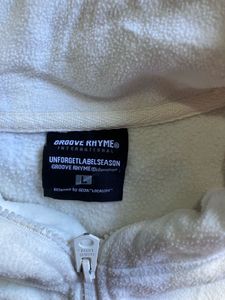 GROOVE RHYME®
INTERNATIONAL
UNFORGETLABELSEASON
GROOVE RHYME
L